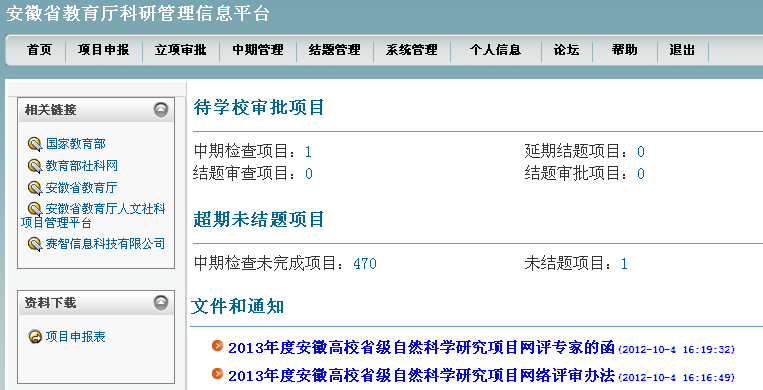 安徽省教育厅科研管理信息平台
首页 项目申报 立项审批 中期管理 结题管理 系统管理 个人信息 论坛 帮助 退出
相关链接
国家教育部
教育部社科网
安徽省教育厅
安徽省教育厅人文社科
项目管理平台
赛智信息科技有限公司
资料下载
项目申报表
待学校审批项目
中期检查项目：1 延期结题项目：0
结题审查项目：0 结题审批项目：0
超期未结题项目
中期检查未完成项目：470 未结题项目：1
文件和通知
2013年度安徽高校省级自然科学研究项目网评专家的函(2012-10-4 16:19:32)
2013年度安徽高校省级自然科学研究项目网络评审办法(2012-10-4 16:16:49)